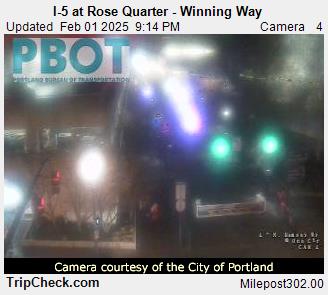 I-5 at Rose Quarter - Winning Way
Updated Feb 01 2025 9:14 PM Camera 4
PBOT
PORTLAND BUREAU OF TRANSPORTATION
Camera courtesy of the City of Portland
TripCheck.com Milepost302.00